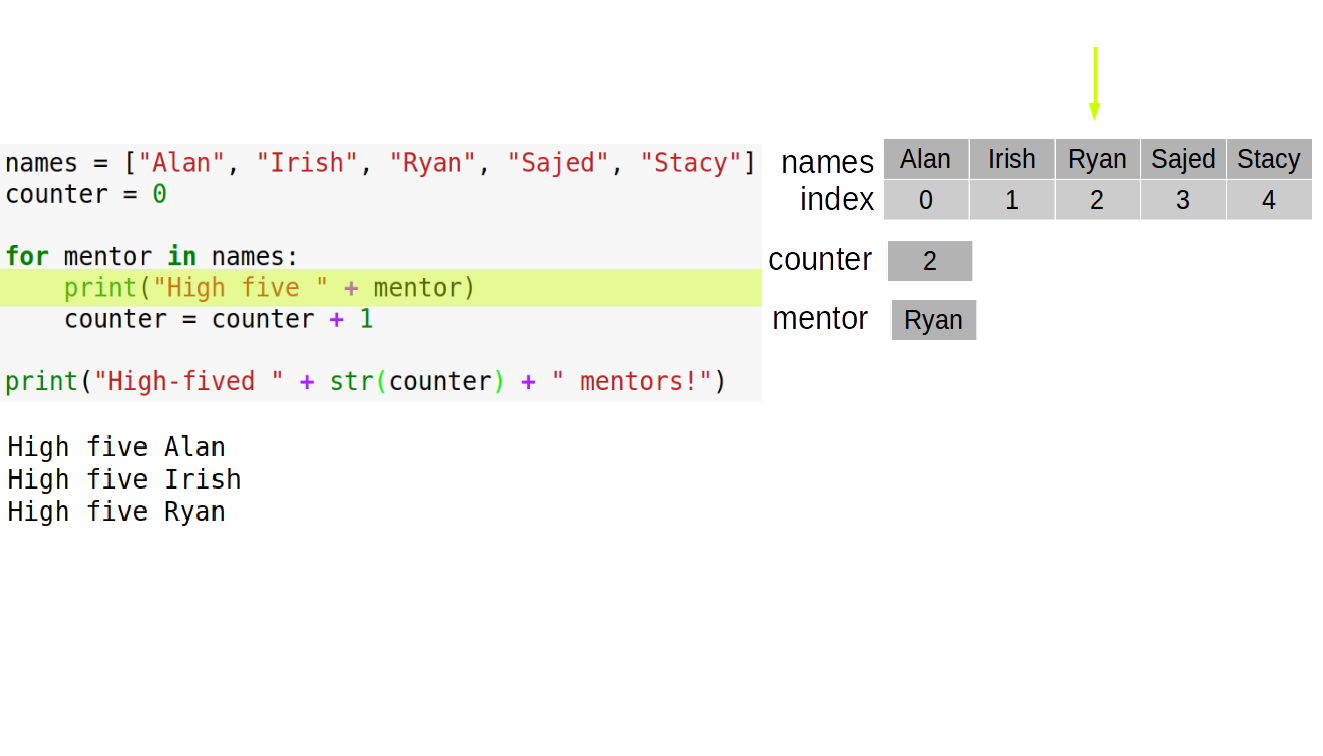 names = ["Alan", "Irish", "Ryan", "Sajed", "Stacy"]
counter = 0
for mentor in names:
    print("High five " + mentor)
    counter = counter + 1
print("High-fived " + str(counter) + " mentors!")
High five Alan
High five Irish
High five Ryan
names Alan Irish Ryan Sajed Stacy
index 0 1 2 3 4
counter 2
mentor Ryan